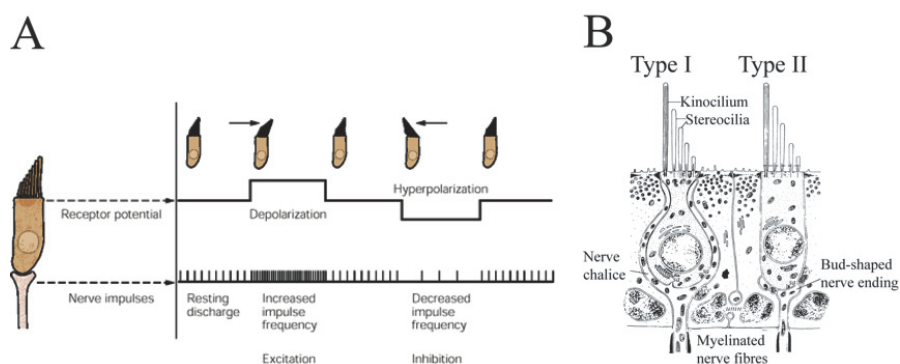 A
Receptor potential
Depolarization
Hyperpolarization
Nerve impulses
Resting
discharge
Increased
impulse
frequency
Decreased
impulse
frequency
Excitation
Inhibition
B
Type I
Type II
Kinocilium
Stereocilia
Nerve
chalice
Bud-shaped
nerve ending
Myelinated
nerve fibres